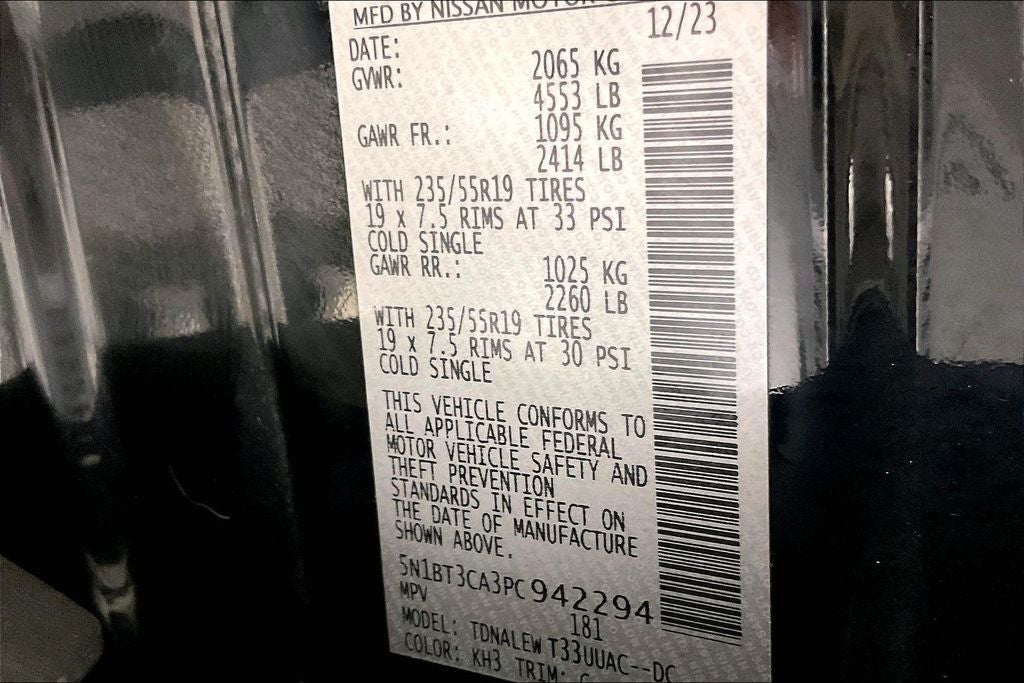 MFD BY NISSAN MOTOR
DATE: 12/23
GVWR: 2065 KG
4553 LB
GAWR FR.: 1095 KG
2414 LB
WITH 235/55R19 TIRES
19 x 7.5 RIMS AT 33 PSI
COLD SINGLE
GAWR RR.: 1025 KG
2260 LB
WITH 235/55R19 TIRES
19 x 7.5 RIMS AT 30 PSI
COLD SINGLE
THIS VEHICLE CONFORMS TO
ALL APPLICABLE FEDERAL
MOTOR VEHICLE SAFETY AND
THEFT PREVENTION
STANDARDS IN EFFECT ON
THE DATE OF MANUFACTURE
SHOWN ABOVE.
5N1BT3CA3PC942294
MPV 181
MODEL: TDNALEW T33UUAC--DC
COLOR: KH3 TRIM: